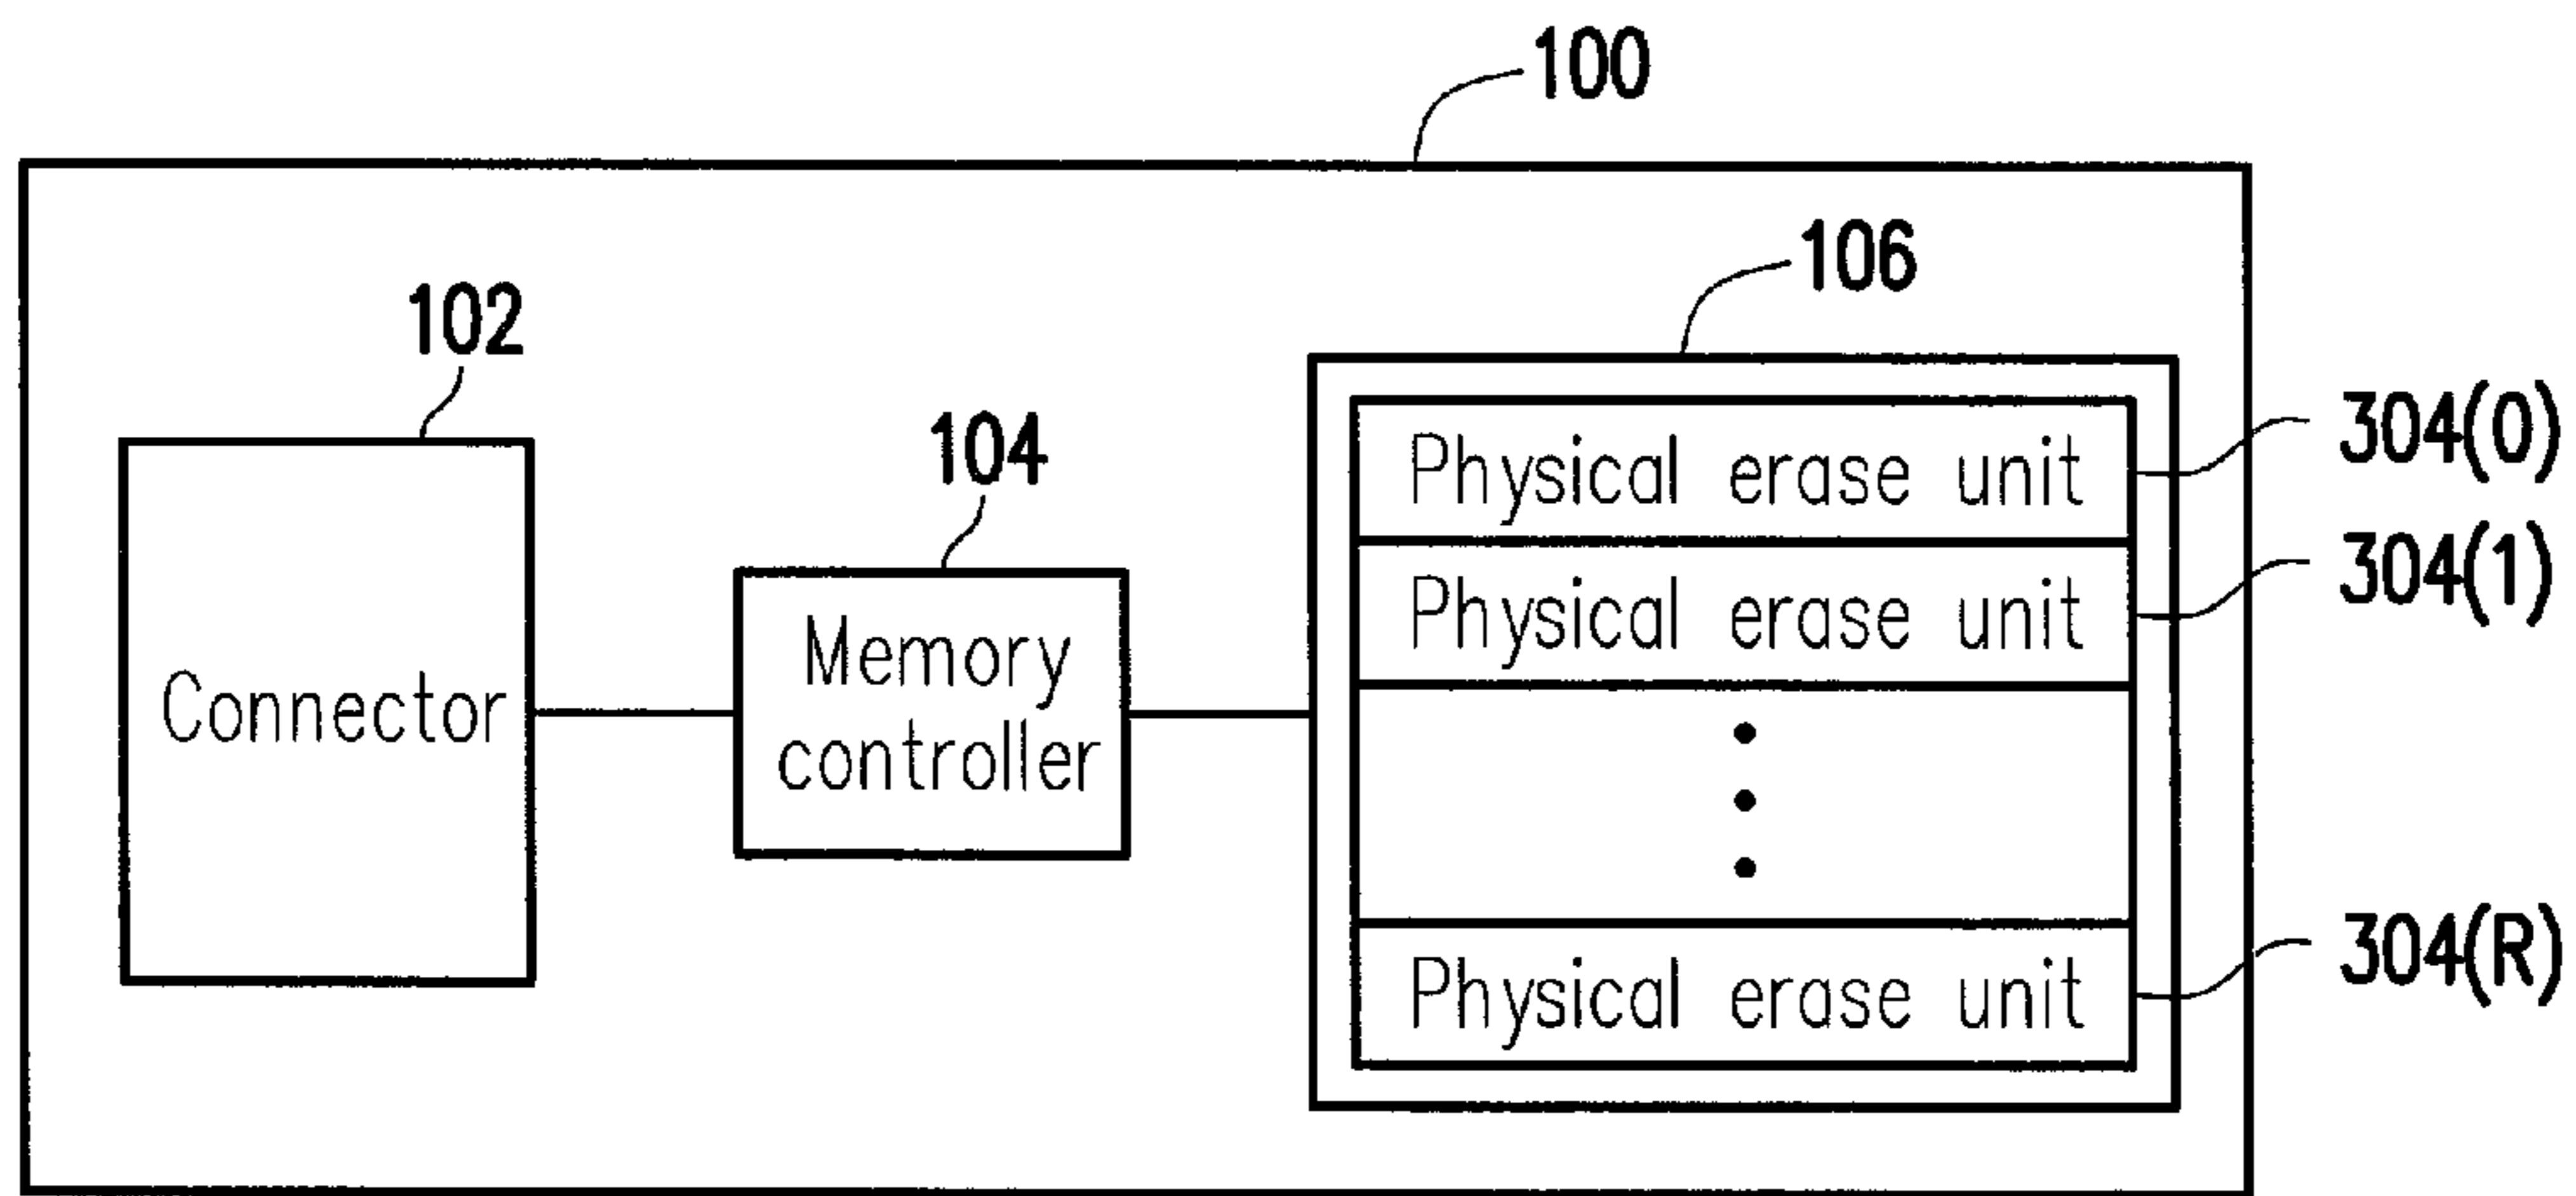 100
106
102
104
304(0)
Physical erase unit
304(1)
Physical erase unit
Connector
Memory
controller
304(R)
Physical erase unit